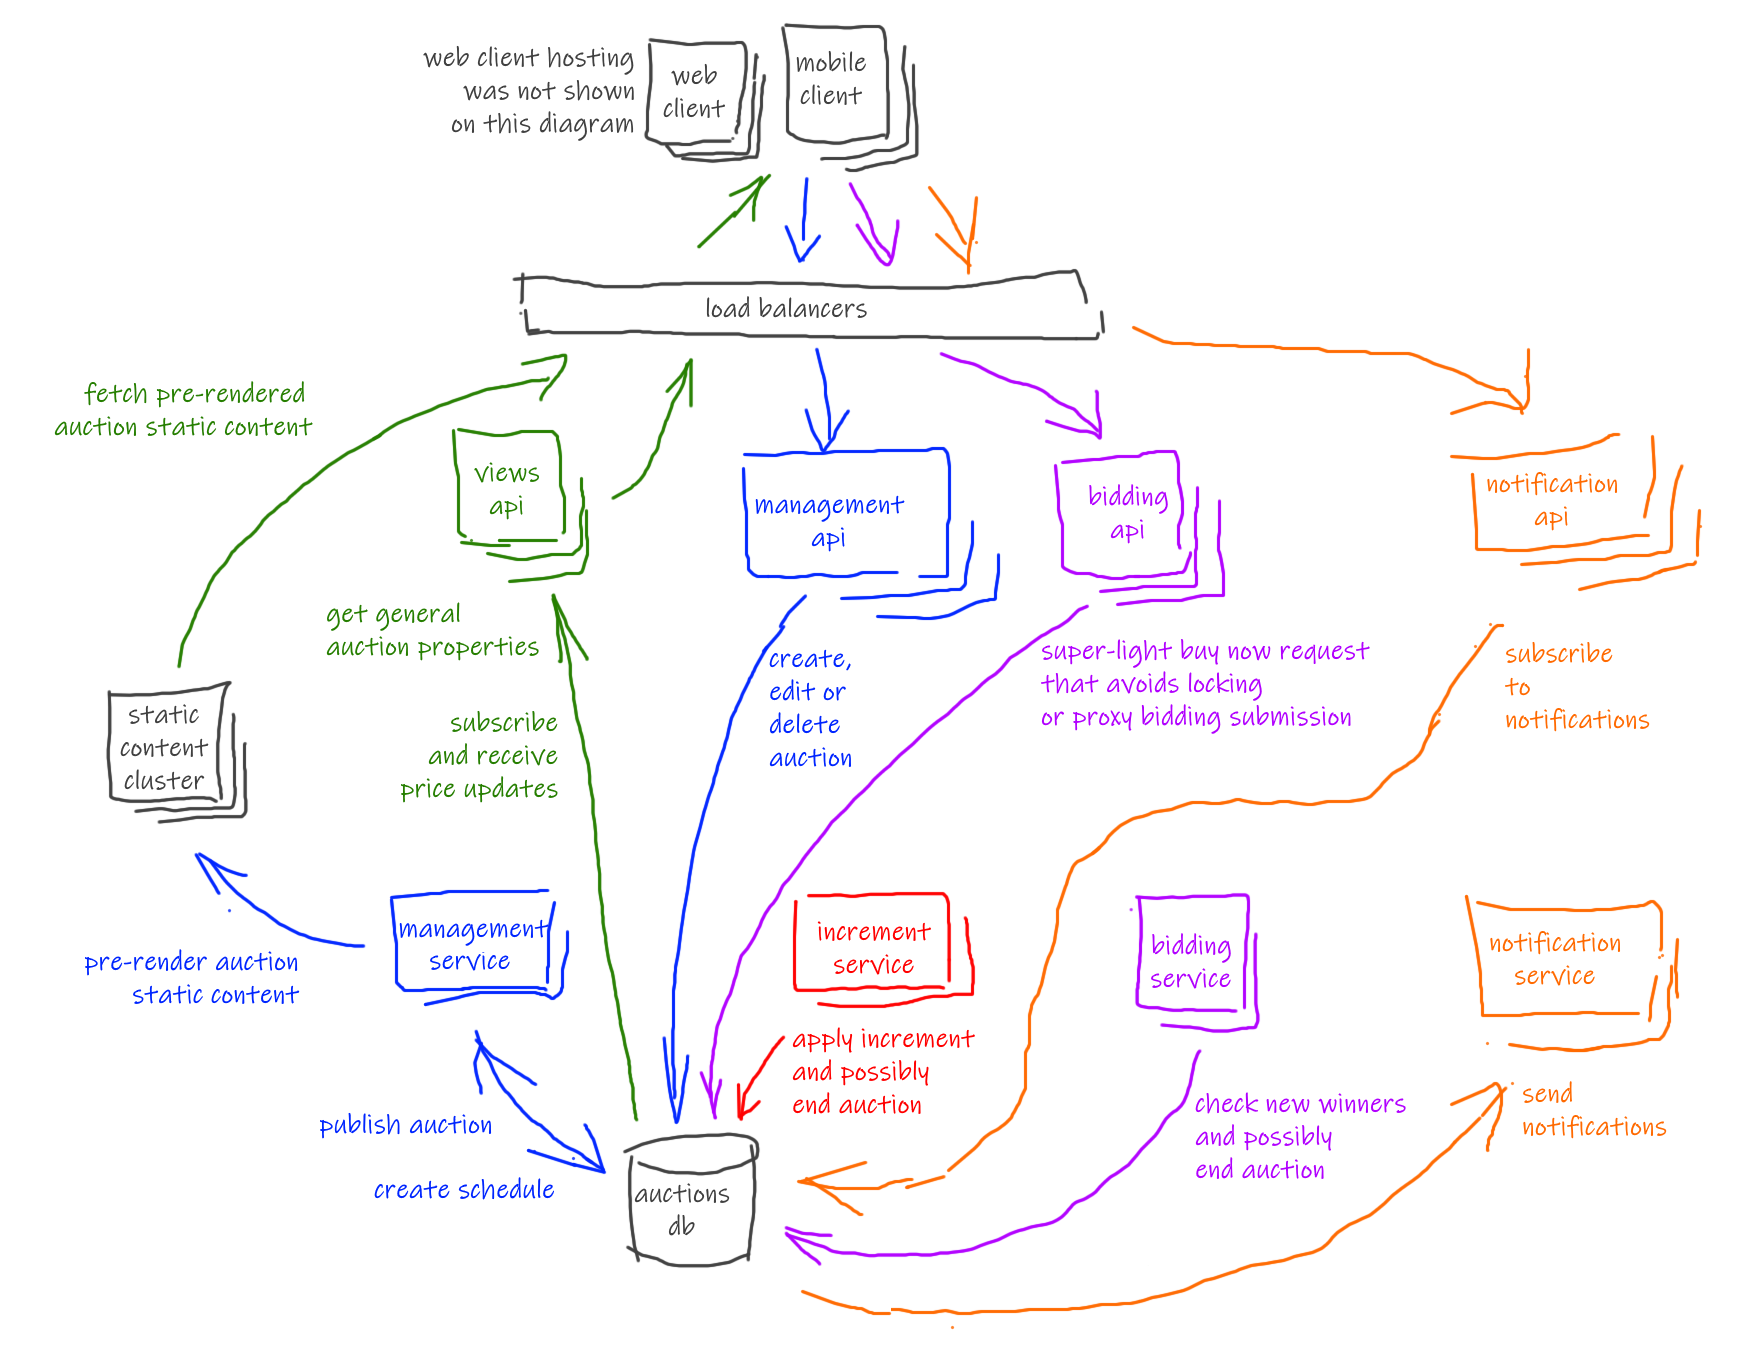 web client hosting
was not shown
on this diagram
web
client
mobile
client
load balancers
fetch pre-rendered
auction static content
views
api
management
api
bidding
api
notification
api
get general
auction properties
subscribe
and receive
price updates
create,
edit or
delete
auction
super-light buy now request
that avoids locking
or proxy bidding submission
subscribe
to
notifications
static
content
cluster
management
service
increment
service
bidding
service
notification
service
pre-render auction
static content
apply increment
and possibly
end auction
publish auction
create schedule
check new winners
and possibly
end auction
send
notifications
auctions
db